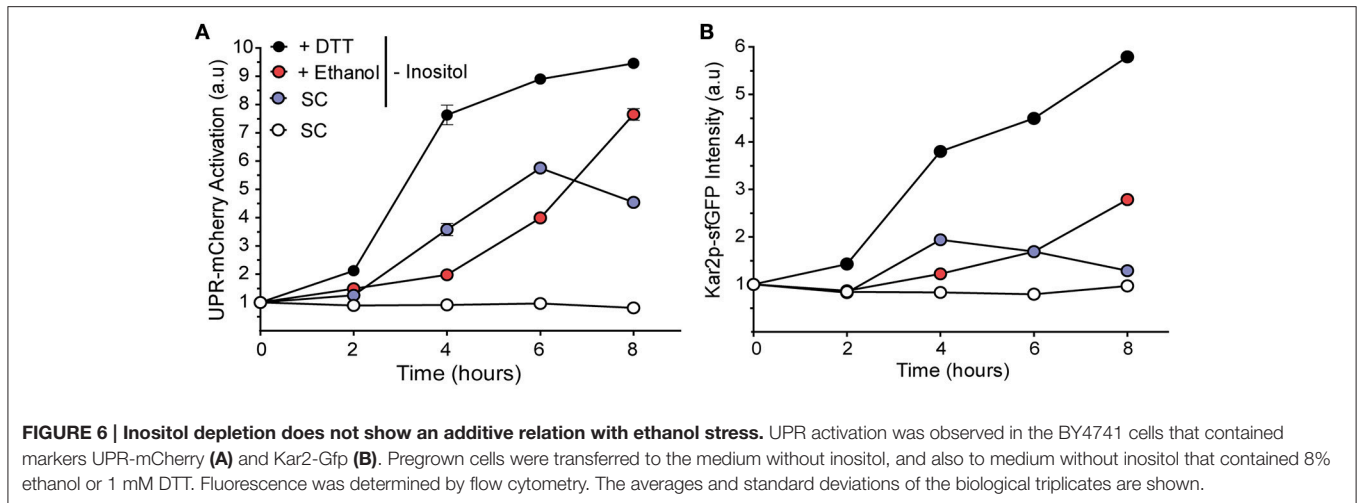 A
UPR-mCherry Activation (a.u)
10
9
8
7
6
5
4
3
2
1
+ DTT
+ Ethanol
- Inositol
SC
SC
0 2 4 6 8
Time (hours)
B
Kar2p-sfGFP Intensity (a.u)
6
5
4
3
2
1
0 2 4 6 8
Time (hours)
FIGURE 6 | Inositol depletion does not show an additive relation with ethanol stress. UPR activation was observed in the BY4741 cells that contained
markers UPR-mCherry (A) and Kar2-Gfp (B). Pregrown cells were transferred to the medium without inositol, and also to medium without inositol that contained 8%
ethanol or 1 mM DTT. Fluorescence was determined by flow cytometry. The averages and standard deviations of the biological triplicates are shown.